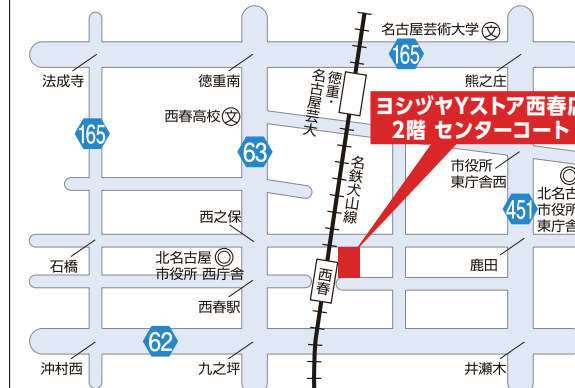 名古屋芸術大学 文
165
法成寺
徳重南
熊之庄
徳重・
名古屋芸大
ヨシヅヤYストア西春店
2階 センターコート
西春高校 文
165
63
名鉄犬山線
市役所
東庁舎西
451
北名古
市役所
東庁舎
西之保
石橋
北名古屋
市役所 西庁舎
鹿田
西春
西春駅
62
沖村西
九之坪
井瀬木